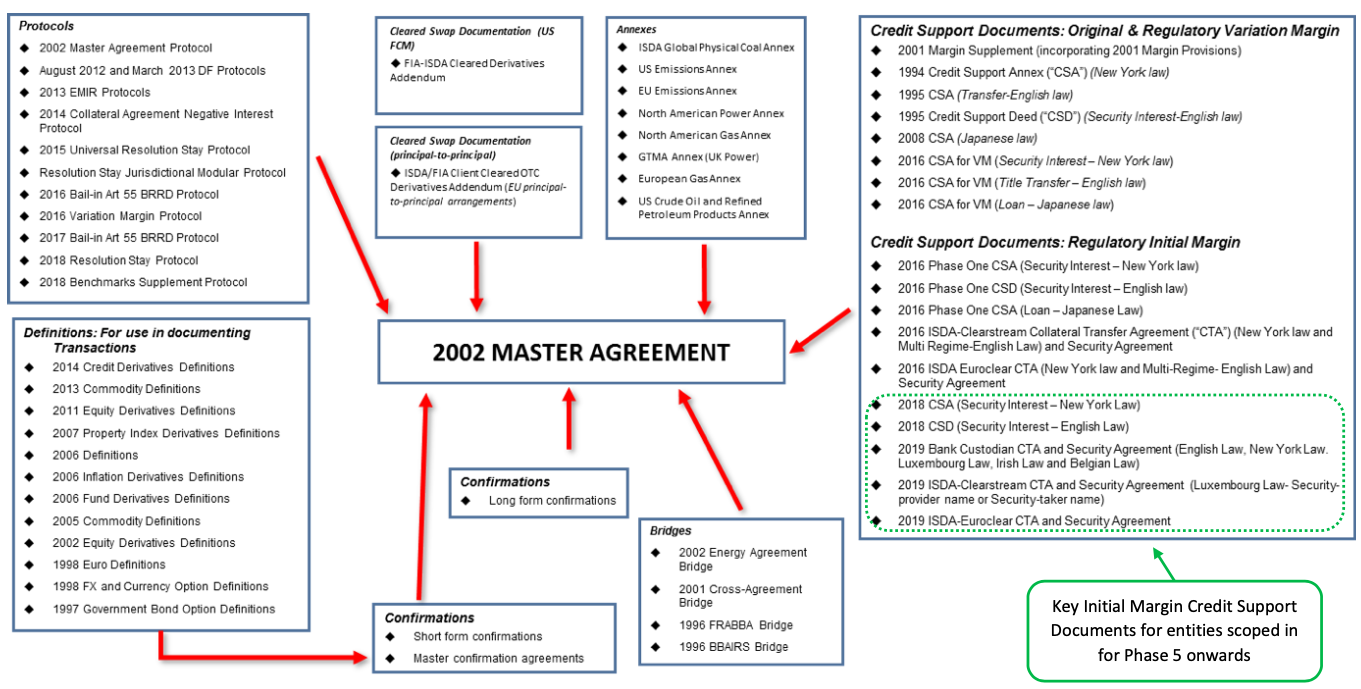 Protocols
◆ 2002 Master Agreement Protocol
◆ August 2012 and March 2013 DF Protocols
◆ 2013 EMIR Protocols
◆ 2014 Collateral Agreement Negative Interest
Protocol
◆ 2015 Universal Resolution Stay Protocol
◆ Resolution Stay Jurisdictional Modular Protocol
◆ 2016 Bail-in Art 55 BRRD Protocol
◆ 2016 Variation Margin Protocol
◆ 2017 Bail-in Art 55 BRRD Protocol
◆ 2018 Resolution Stay Protocol
◆ 2018 Benchmarks Supplement Protocol
Cleared Swap Documentation (US
FCM)
◆ FIA-ISDA Cleared Derivatives
Addendum
Cleared Swap Documentation
(principal-to-principal)
◆ ISDA/FIA Client Cleared OTC
Derivatives Addendum (EU principal-
to-principal arrangements)
Annexes
◆ ISDA Global Physical Coal Annex
◆ US Emissions Annex
◆ EU Emissions Annex
◆ North American Power Annex
◆ North American Gas Annex
◆ GTMA Annex (UK Power)
◆ European Gas Annex
◆ US Crude Oil and Refined
Petroleum Products Annex
Credit Support Documents: Original & Regulatory Variation Margin
◆ 2001 Margin Supplement (incorporating 2001 Margin Provisions)
◆ 1994 Credit Support Annex (“CSA”) (New York law)
◆ 1995 CSA (Transfer-English law)
◆ 1995 Credit Support Deed (“CSD”) (Security Interest-English law)
◆ 2008 CSA (Japanese law)
◆ 2016 CSA for VM (Security Interest – New York law)
◆ 2016 CSA for VM (Title Transfer – English law)
◆ 2016 CSA for VM (Loan – Japanese law)
Credit Support Documents: Regulatory Initial Margin
◆ 2016 Phase One CSA (Security Interest – New York law)
◆ 2016 Phase One CSD (Security Interest – English law)
◆ 2016 Phase One CSA (Loan – Japanese Law)
◆ 2016 ISDA-Clearstream Collateral Transfer Agreement (“CTA”) (New York law and
Multi Regime-English Law) and Security Agreement
◆ 2016 ISDA Euroclear CTA (New York law and Multi-Regime- English Law) and
Security Agreement
◆ 2018 CSA (Security Interest – New York Law)
◆ 2018 CSD (Security Interest – English Law)
◆ 2019 Bank Custodian CTA and Security Agreement (English Law, New York Law.
Luxembourg Law, Irish Law and Belgian Law)
◆ 2019 ISDA-Clearstream CTA and Security Agreement (Luxembourg Law- Security-
provider name or Security-taker name)
◆ 2019 ISDA-Euroclear CTA and Security Agreement
Key Initial Margin Credit Support
Documents for entities scoped in
for Phase 5 onwards
2002 MASTER AGREEMENT
Definitions: For use in documenting
Transactions
◆ 2014 Credit Derivatives Definitions
◆ 2013 Commodity Definitions
◆ 2011 Equity Derivatives Definitions
◆ 2007 Property Index Derivatives Definitions
◆ 2006 Definitions
◆ 2006 Inflation Derivatives Definitions
◆ 2006 Fund Derivatives Definitions
◆ 2005 Commodity Definitions
◆ 2002 Equity Derivatives Definitions
◆ 1998 Euro Definitions
◆ 1998 FX and Currency Option Definitions
◆ 1997 Government Bond Option Definitions
Confirmations
◆ Long form confirmations
Confirmations
◆ Short form confirmations
◆ Master confirmation agreements
Bridges
◆ 2002 Energy Agreement
Bridge
◆ 2001 Cross-Agreement
Bridge
◆ 1996 FRABBA Bridge
◆ 1996 BBAIRS Bridge